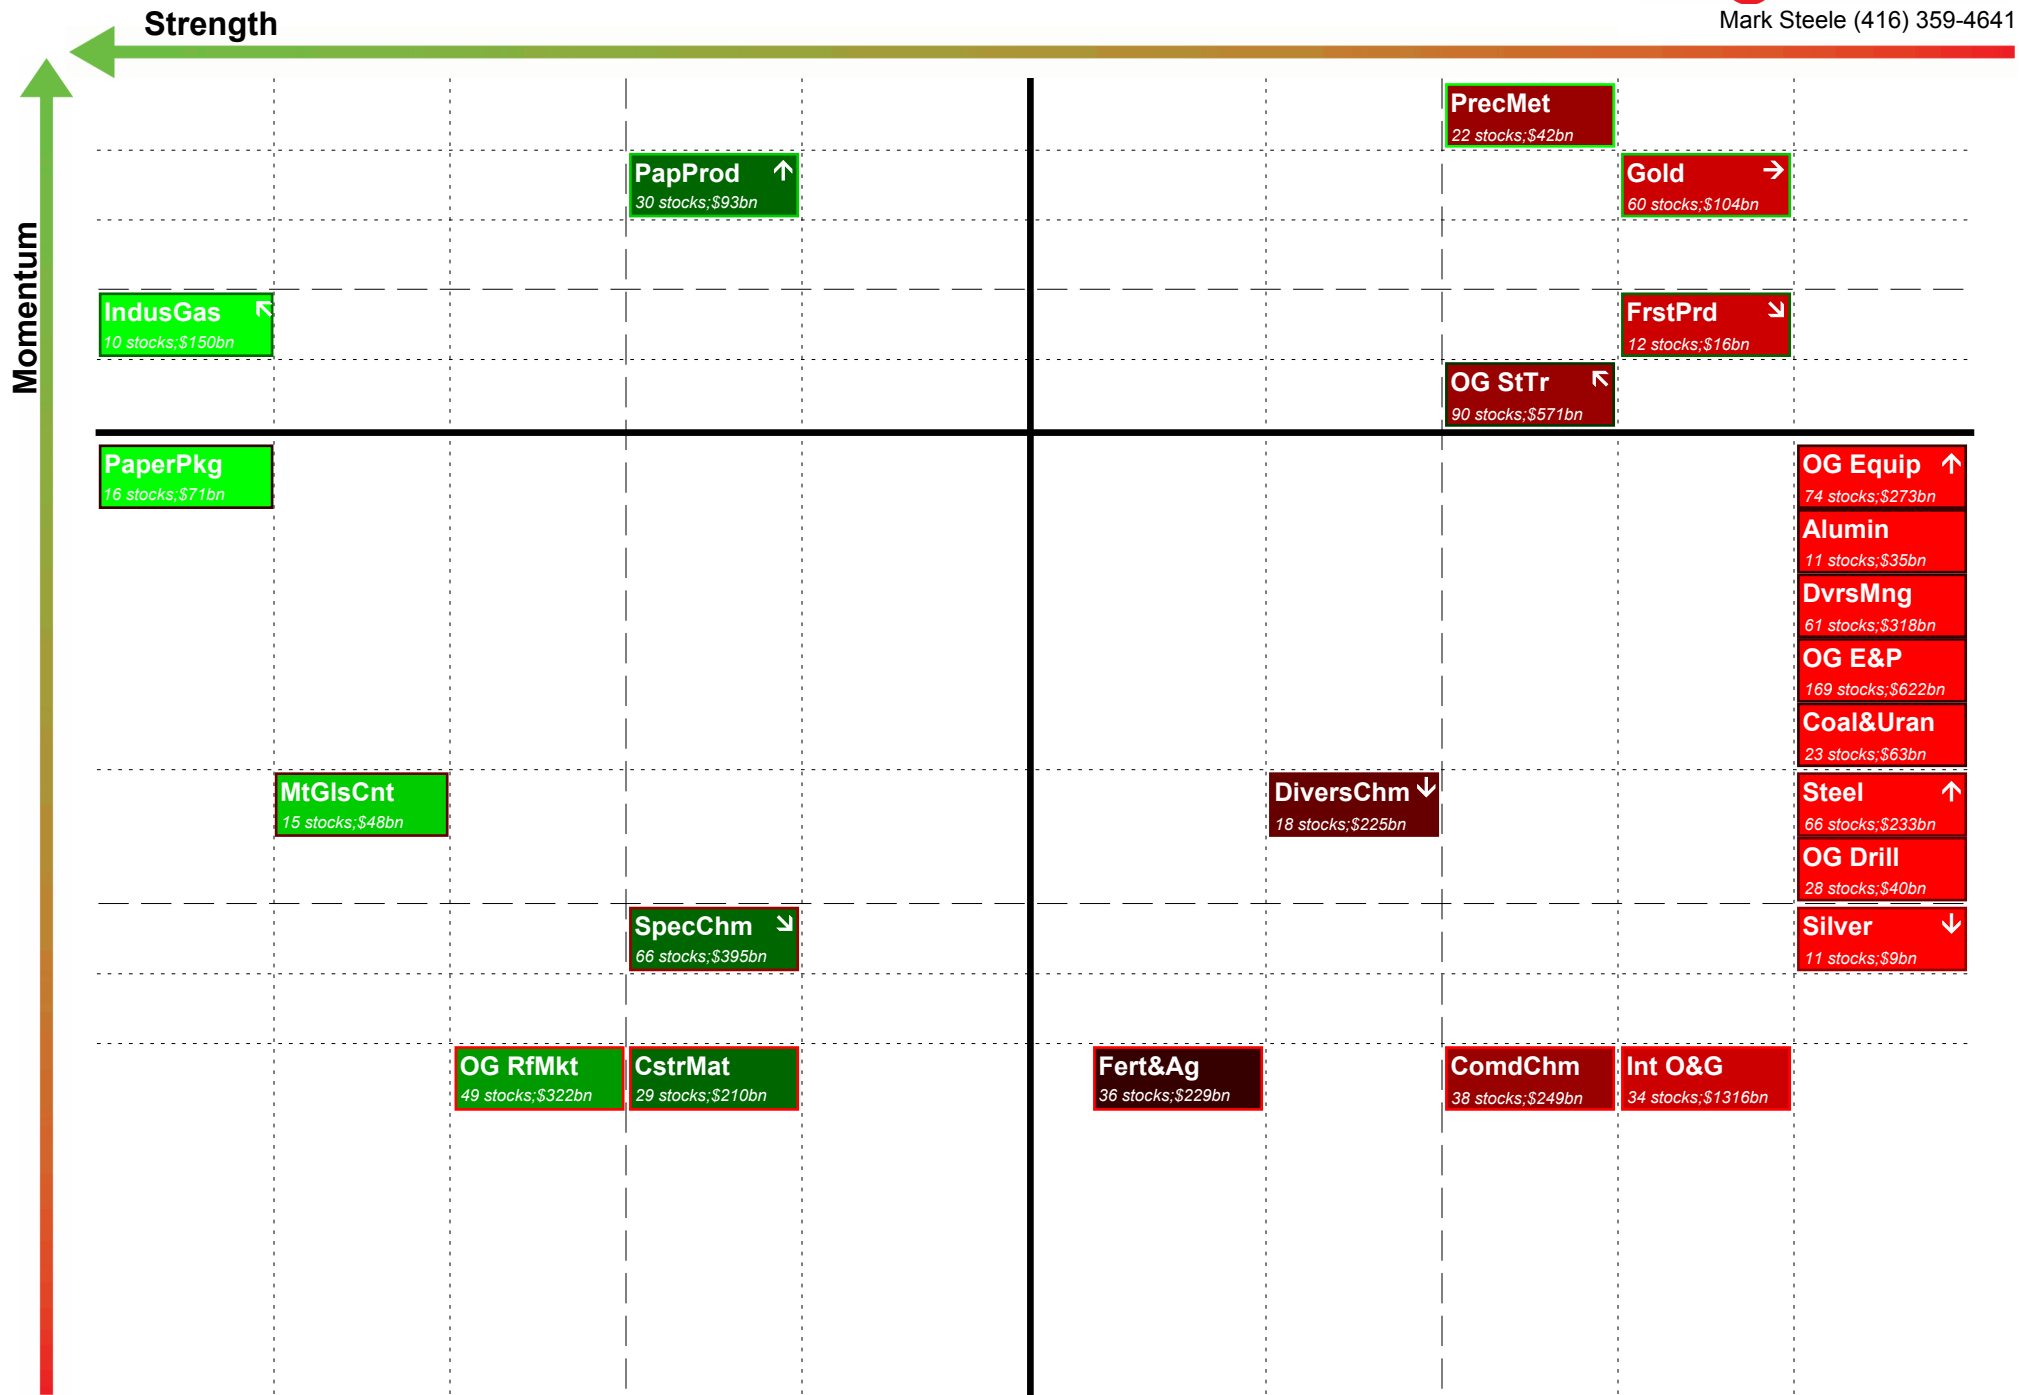 Strength
Mark Steele (416) 359-4641
Momentum
PrecMet
22 stocks;$42bn
PapProd
30 stocks;$93bn
Gold
60 stocks;$104bn
IndusGas
10 stocks;$150bn
FrstPrd
12 stocks;$16bn
OG StTr
90 stocks;$571bn
PaperPkg
16 stocks;$71bn
OG Equip
74 stocks;$273bn
Alumin
11 stocks;$35bn
DvrsMng
61 stocks;$318bn
OG E&P
169 stocks;$622bn
Coal&Uran
23 stocks;$63bn
MtGlsCnt
15 stocks;$48bn
DiversChm
18 stocks;$225bn
Steel
66 stocks;$233bn
OG Drill
28 stocks;$40bn
SpecChm
66 stocks;$395bn
Silver
11 stocks;$9bn
OG RfMkt
49 stocks;$322bn
CstrMat
29 stocks;$210bn
Fert&Ag
36 stocks;$229bn
ComdChm
38 stocks;$249bn
Int O&G
34 stocks;$1316bn